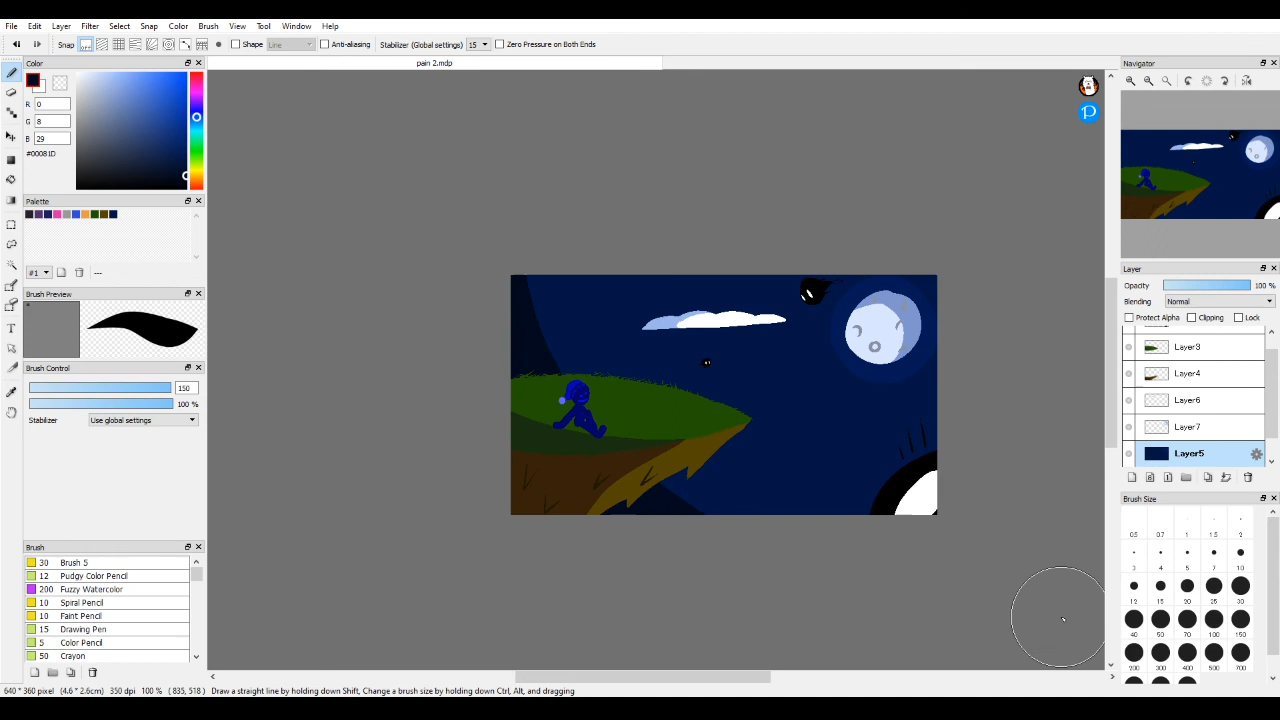 File Edit Layer Filter Select Snap Color Brush View Tool Window Help
Snap Shape Line Anti-aliasing Stabilizer (Global settings) 15 Zero Pressure on Both Ends
Color
pain 2.mdp
Navigator
R 0
G 8
B 29
#00081D
Palette
#1 ---
Brush Preview
Brush Control
150
100 %
Stabilizer Use global settings
Brush
30 Brush 5
12 Pudgy Color Pencil
200 Fuzzy Watercolor
10 Spiral Pencil
10 Faint Pencil
15 Drawing Pen
5 Color Pencil
50 Crayon
Layer
Opacity 100 %
Blending Normal
Protect Alpha Clipping Lock
Layer3
Layer4
Layer6
Layer7
Layer5
Brush Size
0.5 0.7 1 1.5 2
3 4 5 7 10
12 15 20 25 30
40 50 70 100 150
200 300 400 500 700
640 * 360 pixel (4.6 * 2.6cm) 350 dpi 100 % ( 835, 518 ) Draw a straight line by holding down Shift, Change a brush size by holding down Ctrl, Alt, and dragging